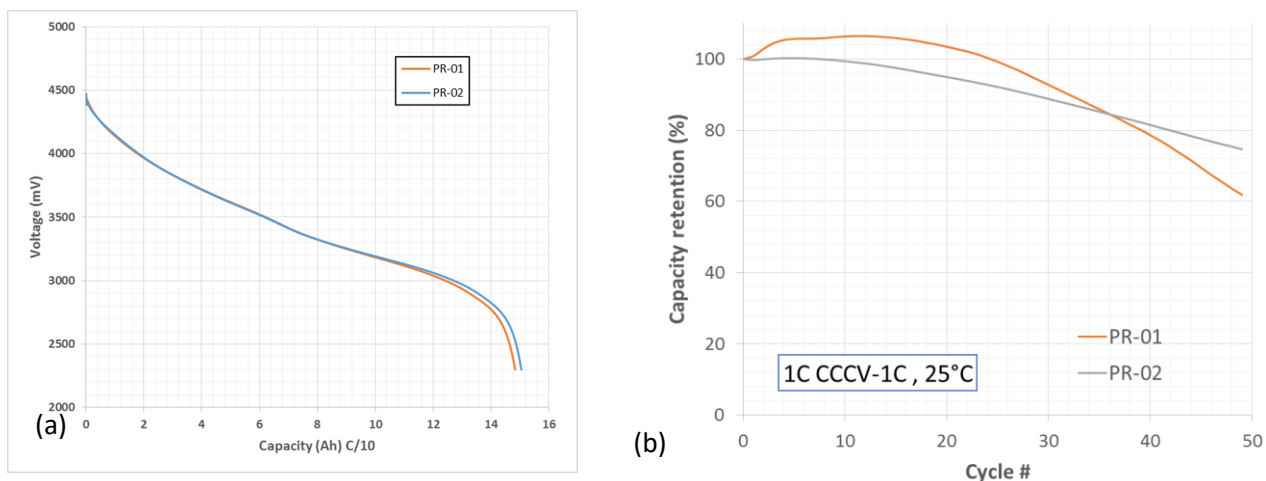 5000
4500
4000
3500
3000
2500
2000
Voltage (mV)
PR-01
PR-02
0 2 4 6 8 10 12 14 16
Capacity (Ah) C/10
(a)
100
80
60
40
20
0
Capacity retention (%)
PR-01
PR-02
1C CCCV-1C , 25°C
0 10 20 30 40 50
Cycle #
(b)